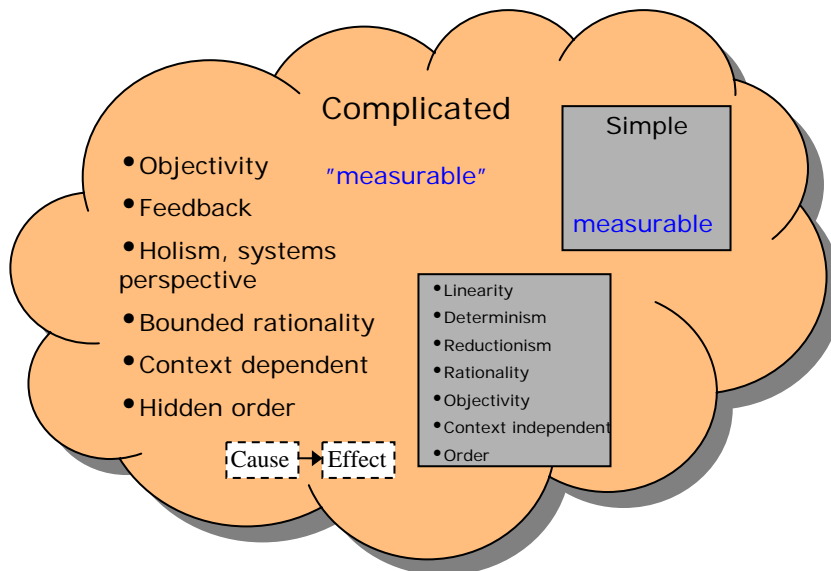 Complicated
"measurable"
•Objectivity
•Feedback
•Holism, systems
perspective
•Bounded rationality
•Context dependent
•Hidden order
Cause
Effect
Simple
measurable
•Linearity
•Determinism
•Reductionism
•Rationality
•Objectivity
•Context independent
•Order